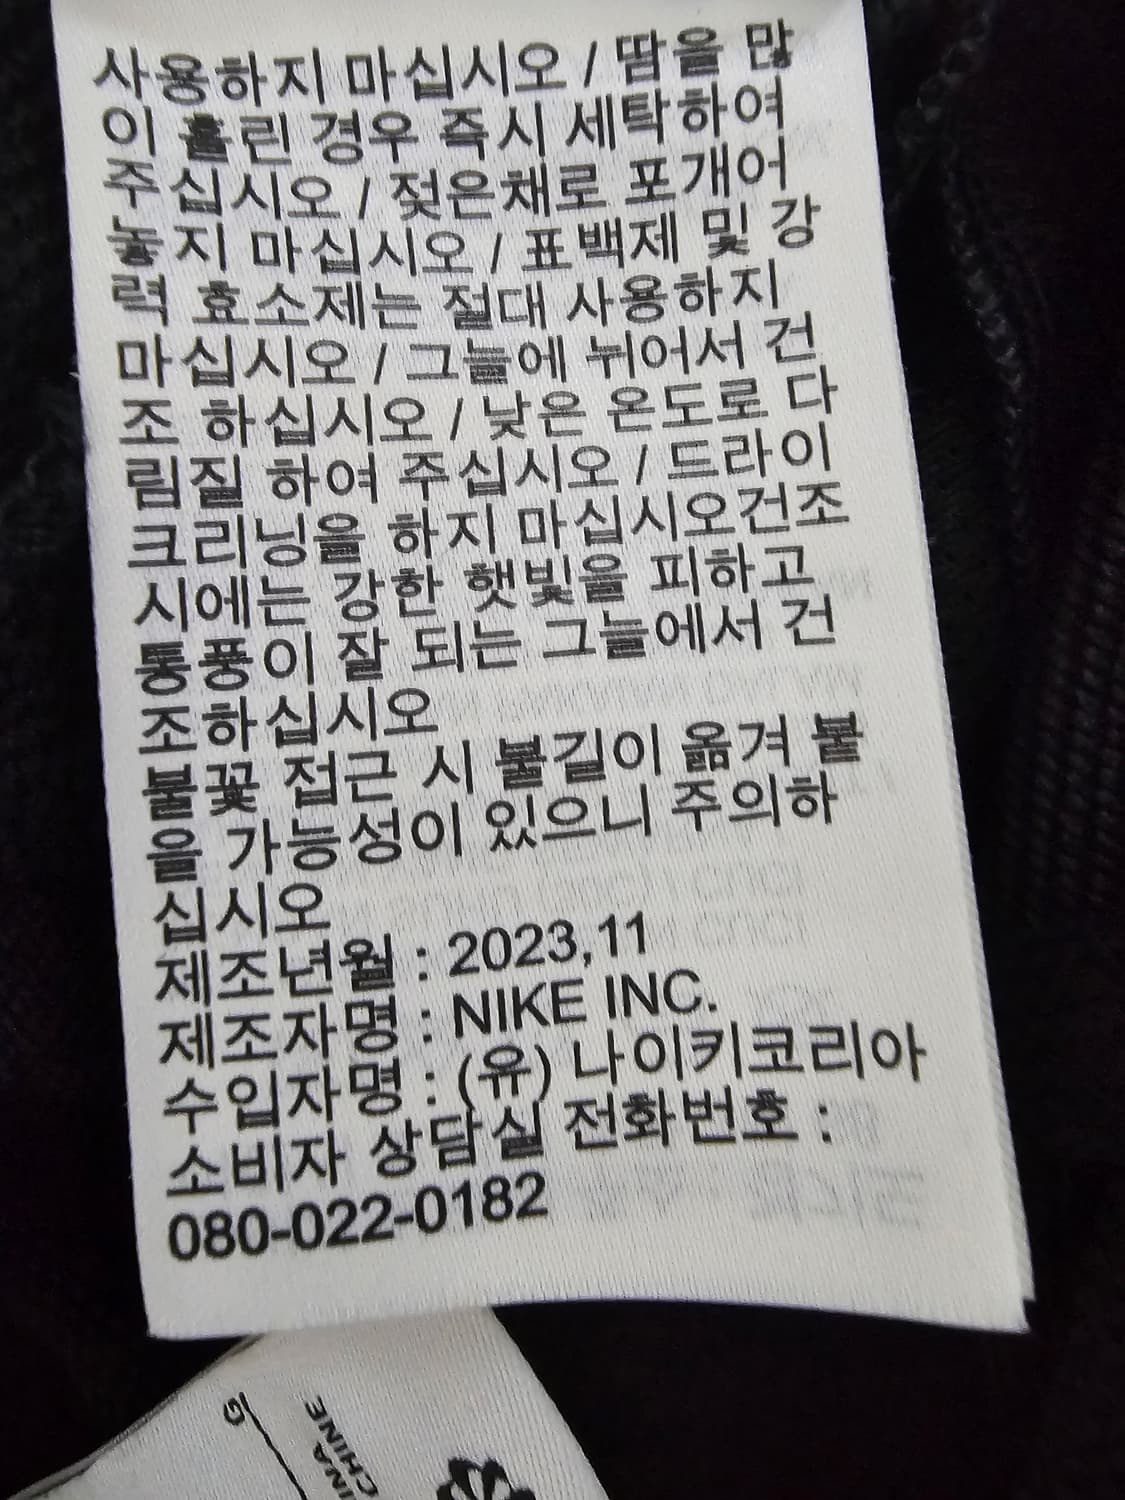 사용하지 마십시오 / 땀을 많
이 흘린 경우 즉시 세탁하여
주십시오 / 젖은채로 포개어
놓지 마십시오 / 표백제 및 강
력 효소제는 절대 사용하지
마십시오 / 그늘에 뉘어서 건
조 하십시오 / 낮은 온도로 다
림질 하여 주십시오 / 드라이
크리닝을 하지 마십시오건조
시에는 강한 햇빛을 피하고
통풍이 잘 되는 그늘에서 건
조하십시오
불꽃 접근 시 불길이 옮겨 붙
을 가능성이 있으니 주의하
십시오
제조년월 : 2023,11
제조자명 : NIKE INC.
수입자명 : (유) 나이키코리아
소비자 상담실 전화번호 :
080-022-0182
G
CHINE